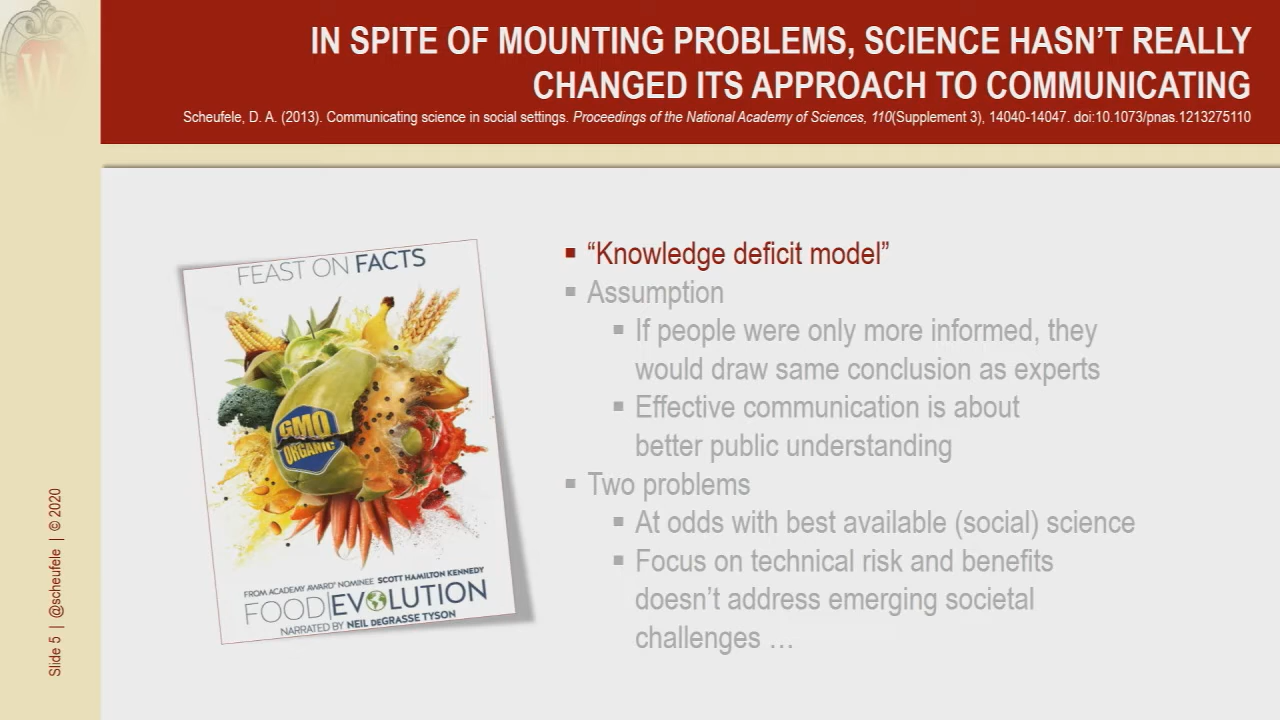 IN SPITE OF MOUNTING PROBLEMS, SCIENCE HASN'T REALLY
CHANGED ITS APPROACH TO COMMUNICATING
Scheufele, D. A. (2013). Communicating science in social settings. Proceedings of the National Academy of Sciences, 110(Supplement 3), 14040-14047. doi:10.1073/pnas.1213275110
W
FEAST ON FACTS
GMO
ORGANIC
FROM ACADEMY AWARD® NOMINEE SCOTT HAMILTON KENNEDY
FOOD EVOLUTION
NARRATED BY NEIL deGRASSE TYSON
▪ “Knowledge deficit model”
▪ Assumption
▪ If people were only more informed, they
would draw same conclusion as experts
▪ Effective communication is about
better public understanding
▪ Two problems
▪ At odds with best available (social) science
▪ Focus on technical risk and benefits
doesn’t address emerging societal
challenges …
Slide 5 | @scheufele | © 2020